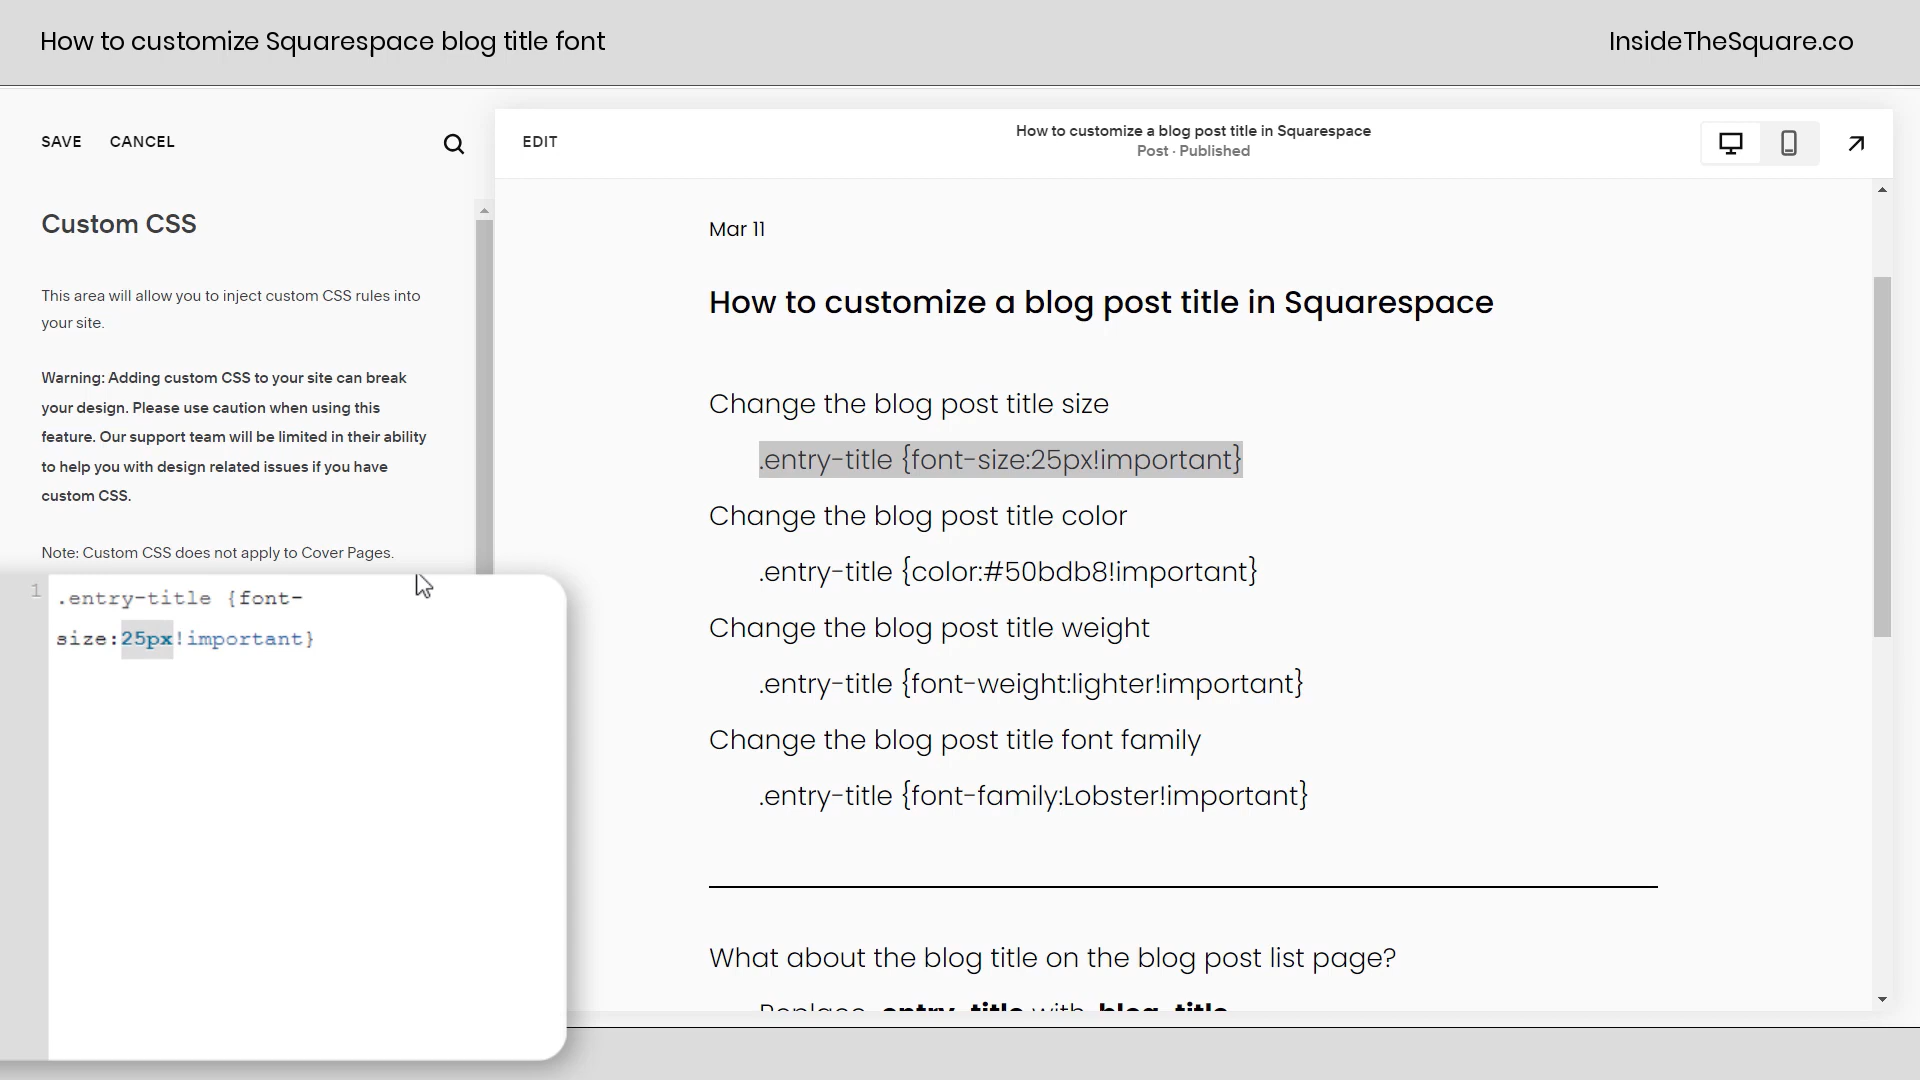 How to customize Squarespace blog title font
InsideTheSquare.co
SAVE CANCEL
Custom CSS
This area will allow you to inject custom CSS rules into
your site.
Warning: Adding custom CSS to your site can break
your design. Please use caution when using this
feature. Our support team will be limited in their ability
to help you with design related issues if you have
custom CSS.
Note: Custom CSS does not apply to Cover Pages.
1
.entry-title {font-
size:25px!important}
EDIT
How to customize a blog post title in Squarespace
Post · Published
Mar 11
How to customize a blog post title in Squarespace
Change the blog post title size
.entry-title {font-size:25px!important}
Change the blog post title color
.entry-title {color:#50bdb8!important}
Change the blog post title weight
.entry-title {font-weight:lighter!important}
Change the blog post title font family
.entry-title {font-family:Lobster!important}
What about the blog title on the blog post list page?
Replace .entry-title with .blog-title